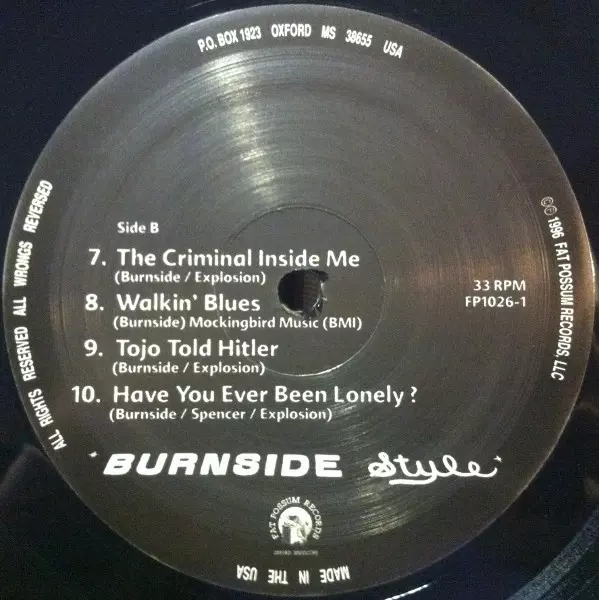 P.O. BOX 1923 OXFORD MS 38655 USA
℗© 1996 FAT POSSUM RECORDS, LLC
Side B
7. The Criminal Inside Me
(Burnside / Explosion)
33 RPM
8. Walkin' Blues
FP1026-1
(Burnside) Mockingbird Music (BMI)
9. Tojo Told Hitler
(Burnside / Explosion)
10. Have You Ever Been Lonely ?
(Burnside / Spencer / Explosion)
ALL RIGHTS RESERVED ALL WRONGS REVERSED
'BURNSIDE Style'
FAT POSSUM RECORDS
MADE IN THE USA